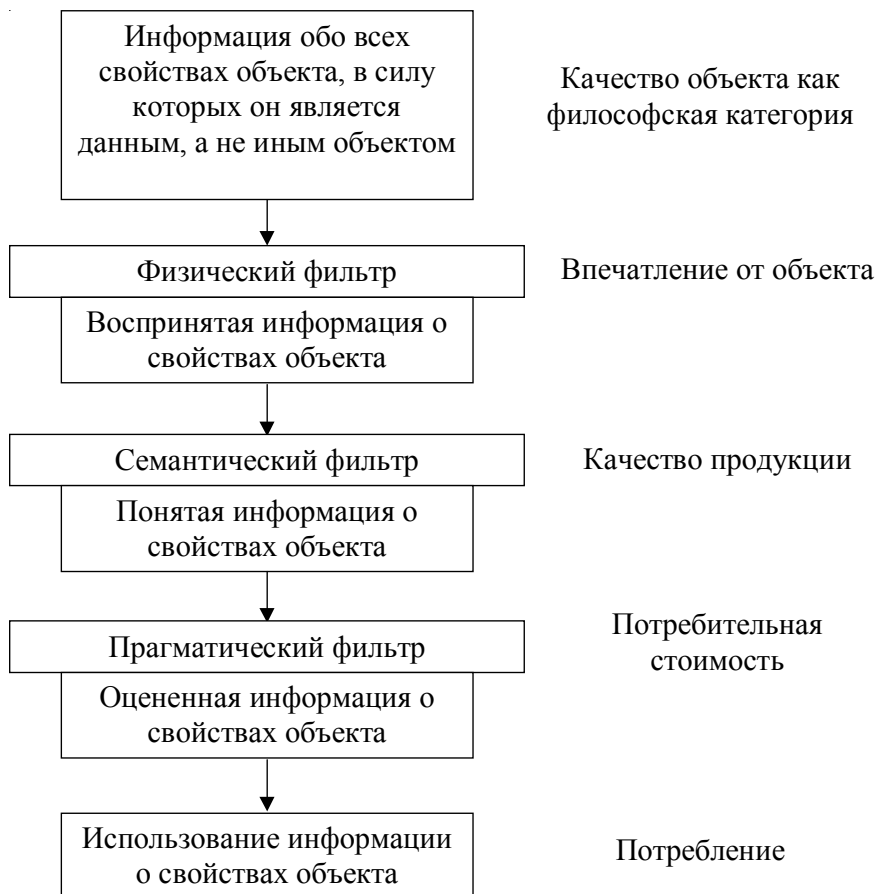 Информация обо всех
свойствах объекта, в силу
которых он является
данным, а не иным объектом
Качество объекта как
философская категория
Физический фильтр
Впечатление от объекта
Воспринятая информация о
свойствах объекта
Семантический фильтр
Качество продукции
Понятая информация о
свойствах объекта
Прагматический фильтр
Потребительная
стоимость
Оцененная информация о
свойствах объекта
Использование информации
о свойствах объекта
Потребление